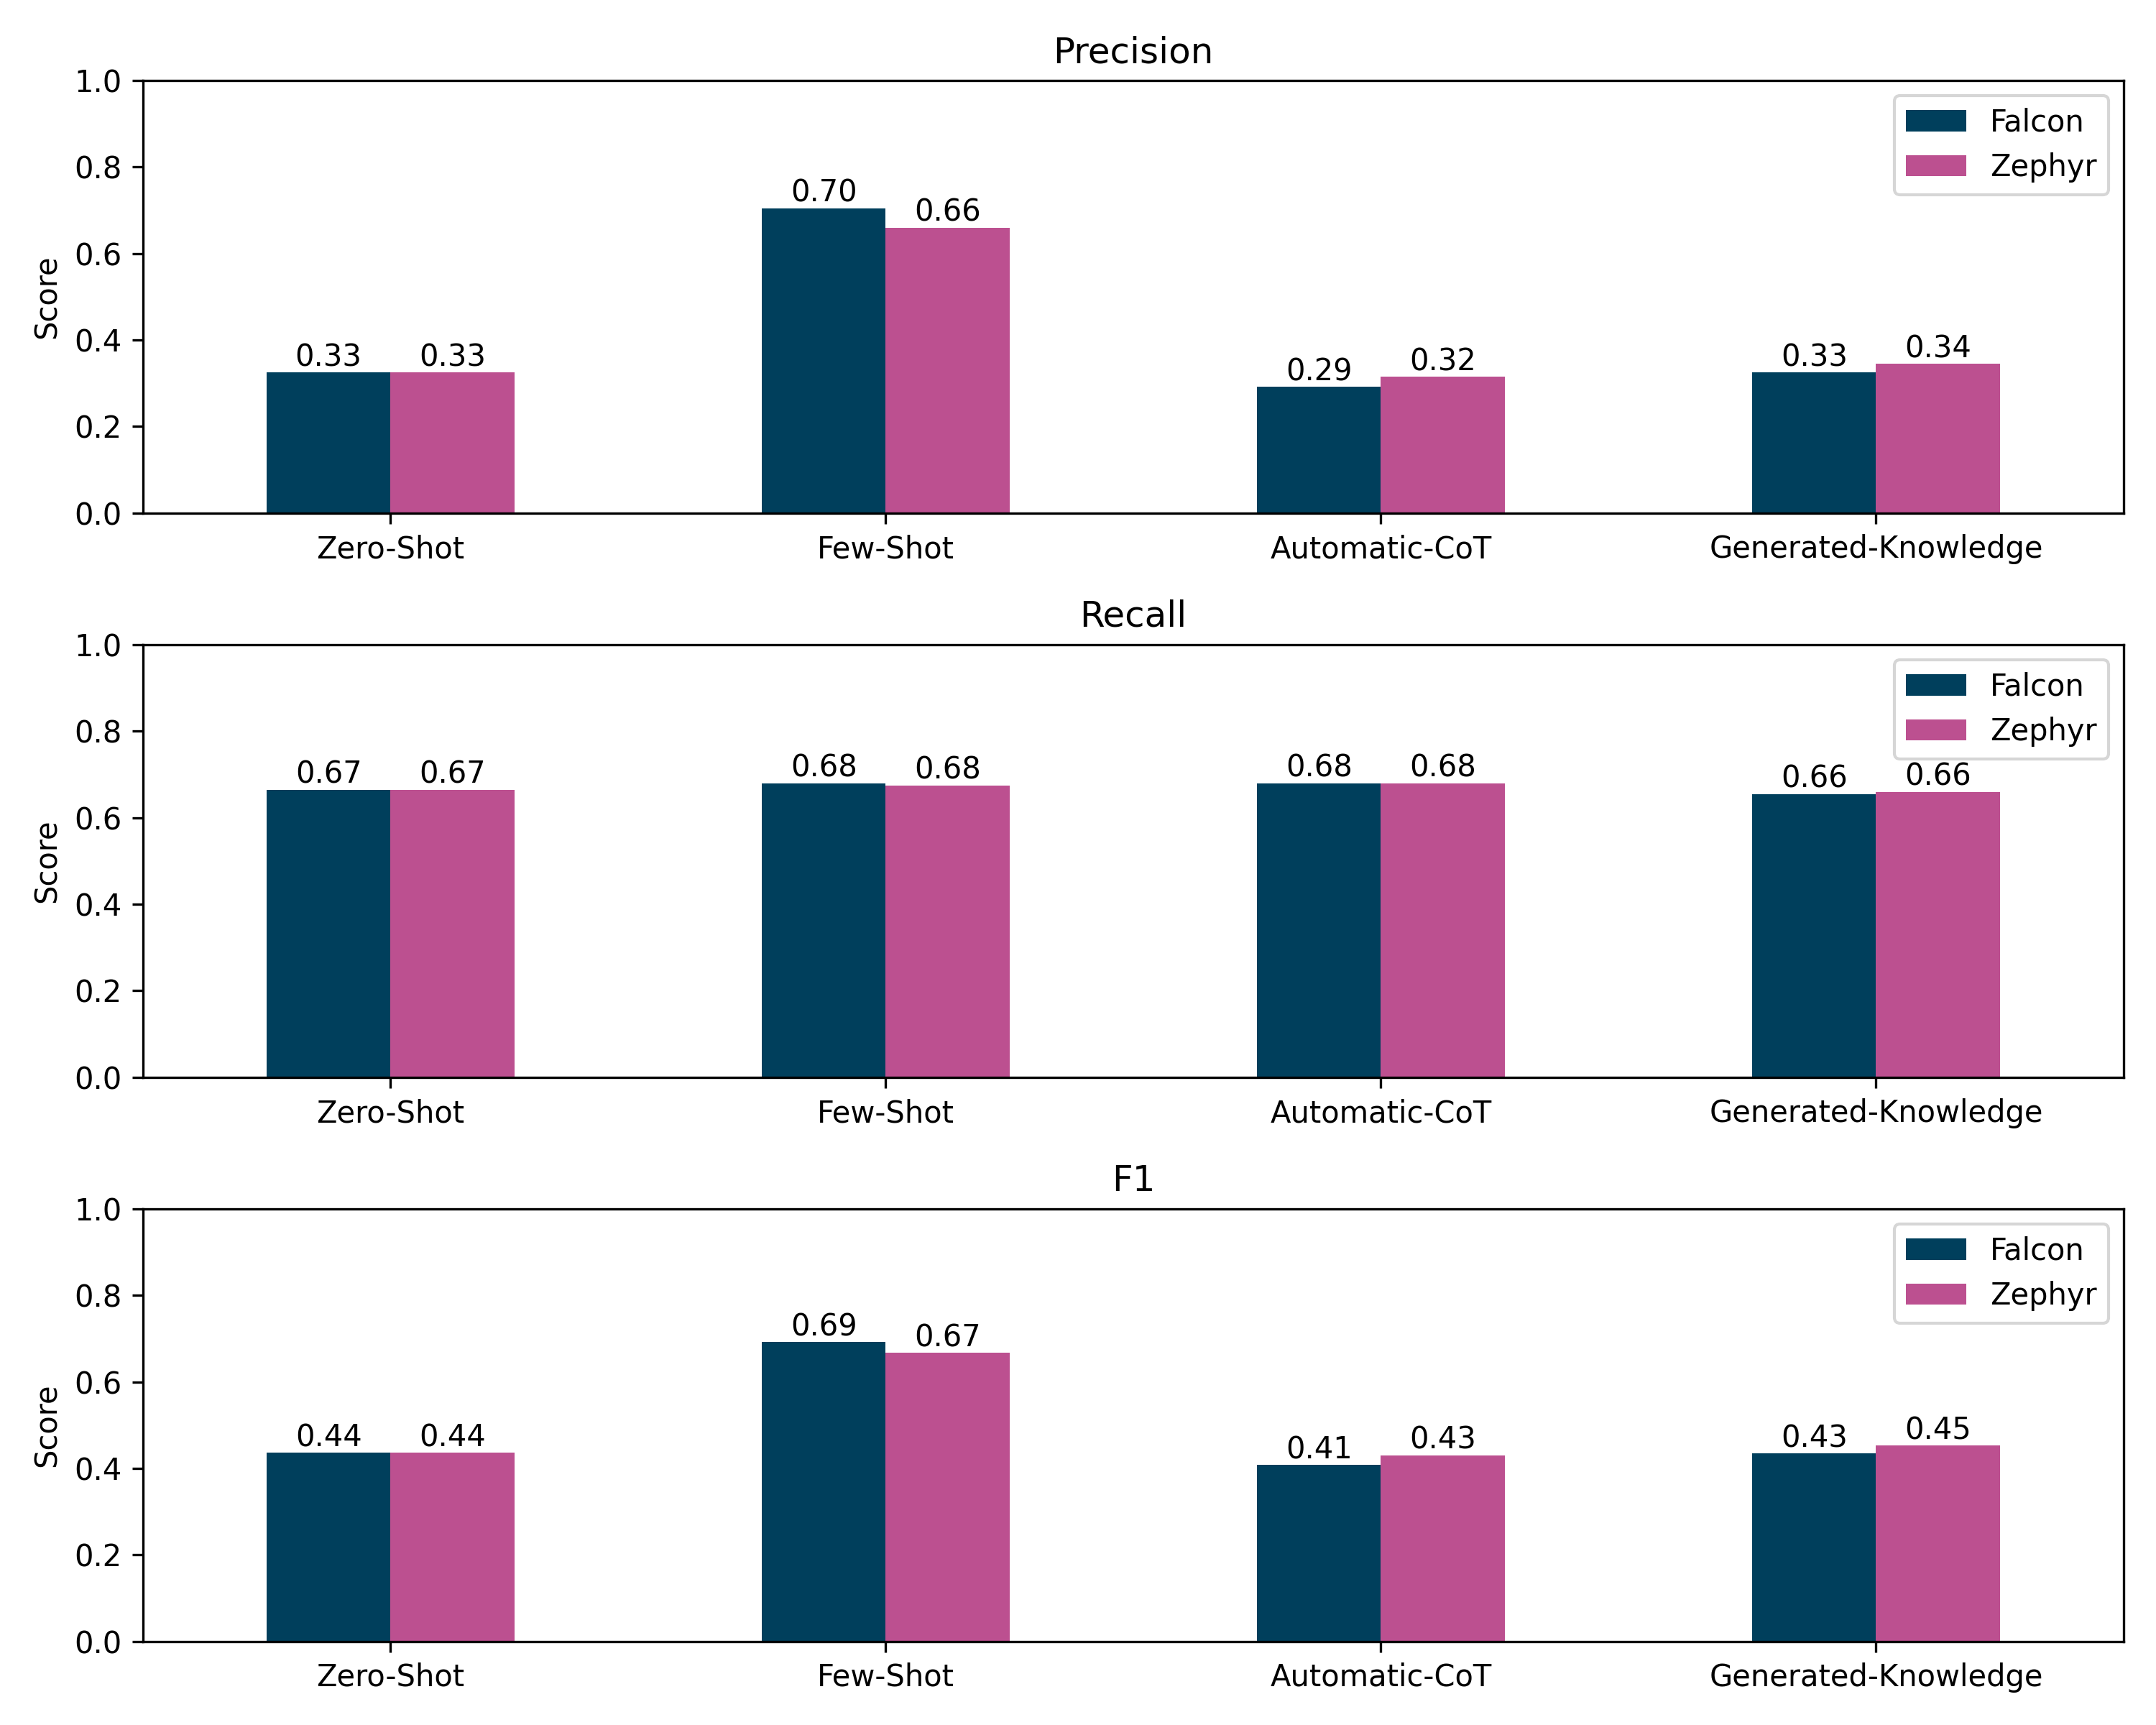 Precision
1.0
0.8
0.6
0.4
0.2
0.0
Score
Falcon
Zephyr
0.33 0.33 0.70 0.66 0.29 0.32 0.33 0.34
Zero-Shot Few-Shot Automatic-CoT Generated-Knowledge
Recall
1.0
0.8
0.6
0.4
0.2
0.0
Score
Falcon
Zephyr
0.67 0.67 0.68 0.68 0.68 0.68 0.66 0.66
Zero-Shot Few-Shot Automatic-CoT Generated-Knowledge
F1
1.0
0.8
0.6
0.4
0.2
0.0
Score
Falcon
Zephyr
0.44 0.44 0.69 0.67 0.41 0.43 0.43 0.45
Zero-Shot Few-Shot Automatic-CoT Generated-Knowledge